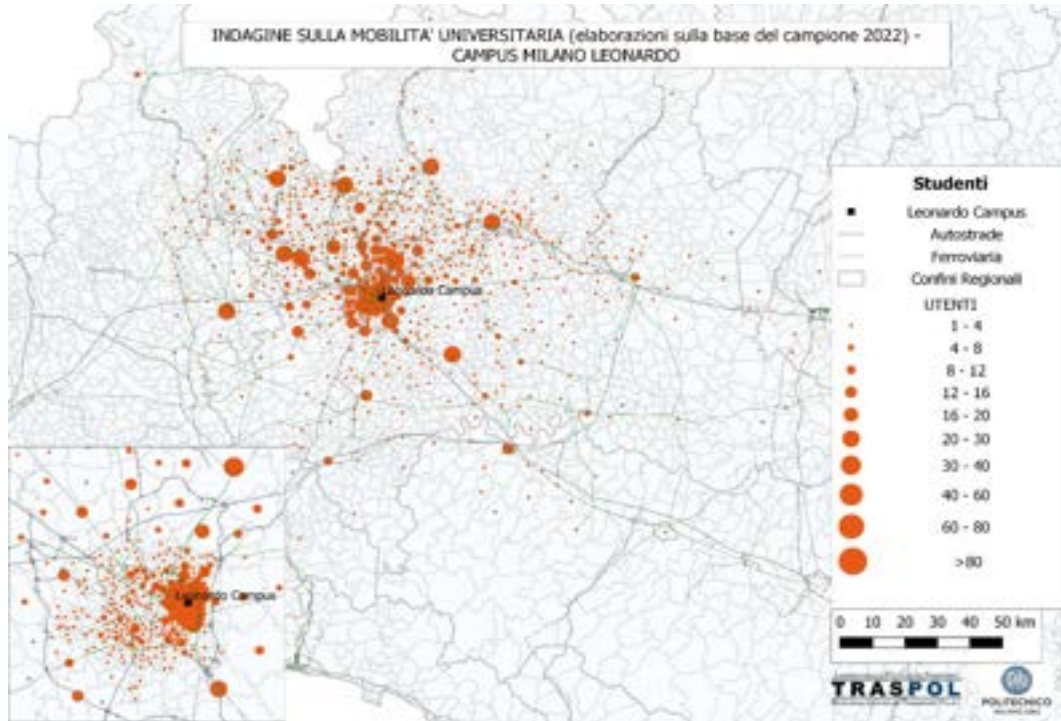 INDAGINE SULLA MOBILITA' UNIVERSITARIA (elaborazioni sulla base del campione 2022) -
CAMPUS MILANO LEONARDO
Leonardo Campus
Studenti
Leonardo Campus
Autostrade
Ferroviaria
Confini Regionali
UTENTI
1 - 4
4 - 8
8 - 12
12 - 16
16 - 20
20 - 30
30 - 40
40 - 60
60 - 80
>80
Leonardo Campus
0 10 20 30 40 50 km
TRASPOL
POLITECNICO
MILANO 1863